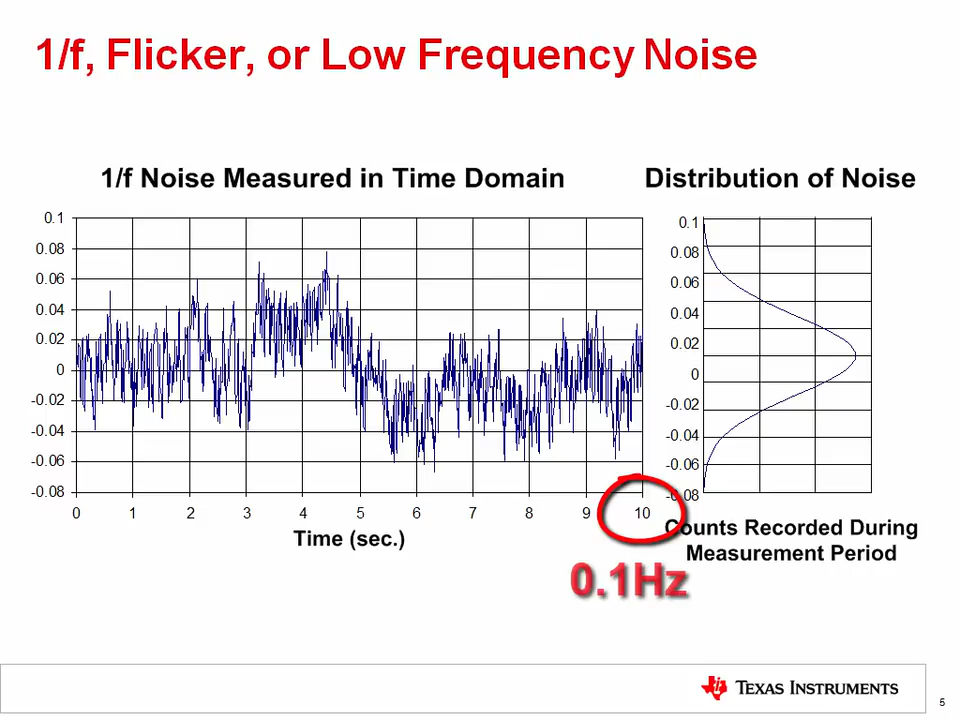 1/f, Flicker, or Low Frequency Noise
1/f Noise Measured in Time Domain
0.1
0.08
0.06
0.04
0.02
0
-0.02
-0.04
-0.06
-0.08
0 1 2 3 4 5 6 7 8 9 10
Time (sec.)
Distribution of Noise
0.1
0.08
0.06
0.04
0.02
0
-0.02
-0.04
-0.06
-0.08
Counts Recorded During
Measurement Period
0.1Hz
TEXAS INSTRUMENTS
5